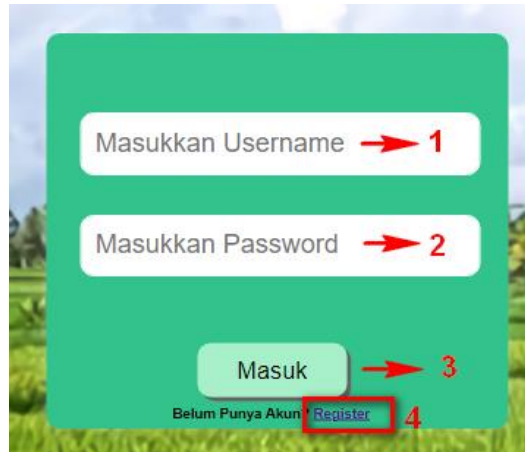 Masukkan Username 1
Masukkan Password 2
Masuk 3
Belum Punya Akun? Register 4